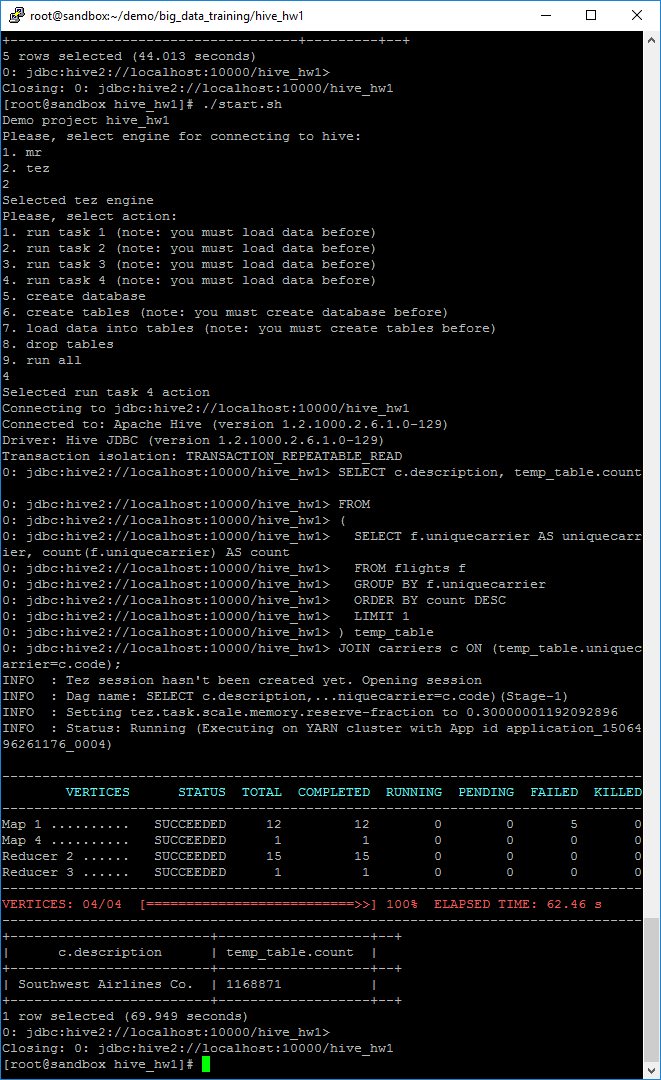 root@sandbox:~/demo/big_data_training/hive_hw1
+------------------------------------+---------+--+
5 rows selected (44.013 seconds)
0: jdbc:hive2://localhost:10000/hive_hw1>
Closing: 0: jdbc:hive2://localhost:10000/hive_hw1
[root@sandbox hive_hw1]# ./start.sh
Demo project hive_hw1
Please, select engine for connecting to hive:
1. mr
2. tez
2
Selected tez engine
Please, select action:
1. run task 1 (note: you must load data before)
2. run task 2 (note: you must load data before)
3. run task 3 (note: you must load data before)
4. run task 4 (note: you must load data before)
5. create database
6. create tables (note: you must create database before)
7. load data into tables (note: you must create tables before)
8. drop tables
9. run all
4
Selected run task 4 action
Connecting to jdbc:hive2://localhost:10000/hive_hw1
Connected to: Apache Hive (version 1.2.1000.2.6.1.0-129)
Driver: Hive JDBC (version 1.2.1000.2.6.1.0-129)
Transaction isolation: TRANSACTION_REPEATABLE_READ
0: jdbc:hive2://localhost:10000/hive_hw1> SELECT c.description, temp_table.count
0: jdbc:hive2://localhost:10000/hive_hw1> FROM
0: jdbc:hive2://localhost:10000/hive_hw1> (
0: jdbc:hive2://localhost:10000/hive_hw1>   SELECT f.uniquecarrier AS uniquecarr
ier, count(f.uniquecarrier) AS count
0: jdbc:hive2://localhost:10000/hive_hw1>   FROM flights f
0: jdbc:hive2://localhost:10000/hive_hw1>   GROUP BY f.uniquecarrier
0: jdbc:hive2://localhost:10000/hive_hw1>   ORDER BY count DESC
0: jdbc:hive2://localhost:10000/hive_hw1>   LIMIT 1
0: jdbc:hive2://localhost:10000/hive_hw1> ) temp_table
0: jdbc:hive2://localhost:10000/hive_hw1> JOIN carriers c ON (temp_table.uniquec
arrier=c.code);
INFO  : Tez session hasn't been created yet. Opening session
INFO  : Dag name: SELECT c.description,...niquecarrier=c.code)(Stage-1)
INFO  : Setting tez.task.scale.memory.reserve-fraction to 0.30000001192092896
INFO  : Status: Running (Executing on YARN cluster with App id application_15064
96261176_0004)
--------------------------------------------------------------------------------
        VERTICES      STATUS  TOTAL  COMPLETED  RUNNING  PENDING  FAILED  KILLED
--------------------------------------------------------------------------------
Map 1 ..........   SUCCEEDED     12         12        0        0       5       0
Map 4 ..........   SUCCEEDED      1          1        0        0       0       0
Reducer 2 ......   SUCCEEDED     15         15        0        0       0       0
Reducer 3 ......   SUCCEEDED      1          1        0        0       0       0
--------------------------------------------------------------------------------
VERTICES: 04/04  [==========================>>] 100%  ELAPSED TIME: 62.46 s
--------------------------------------------------------------------------------
+-------------------------+-------------------+--+
|      c.description      | temp_table.count  |
+-------------------------+-------------------+--+
| Southwest Airlines Co.  | 1168871           |
+-------------------------+-------------------+--+
1 row selected (69.949 seconds)
0: jdbc:hive2://localhost:10000/hive_hw1>
Closing: 0: jdbc:hive2://localhost:10000/hive_hw1
[root@sandbox hive_hw1]#